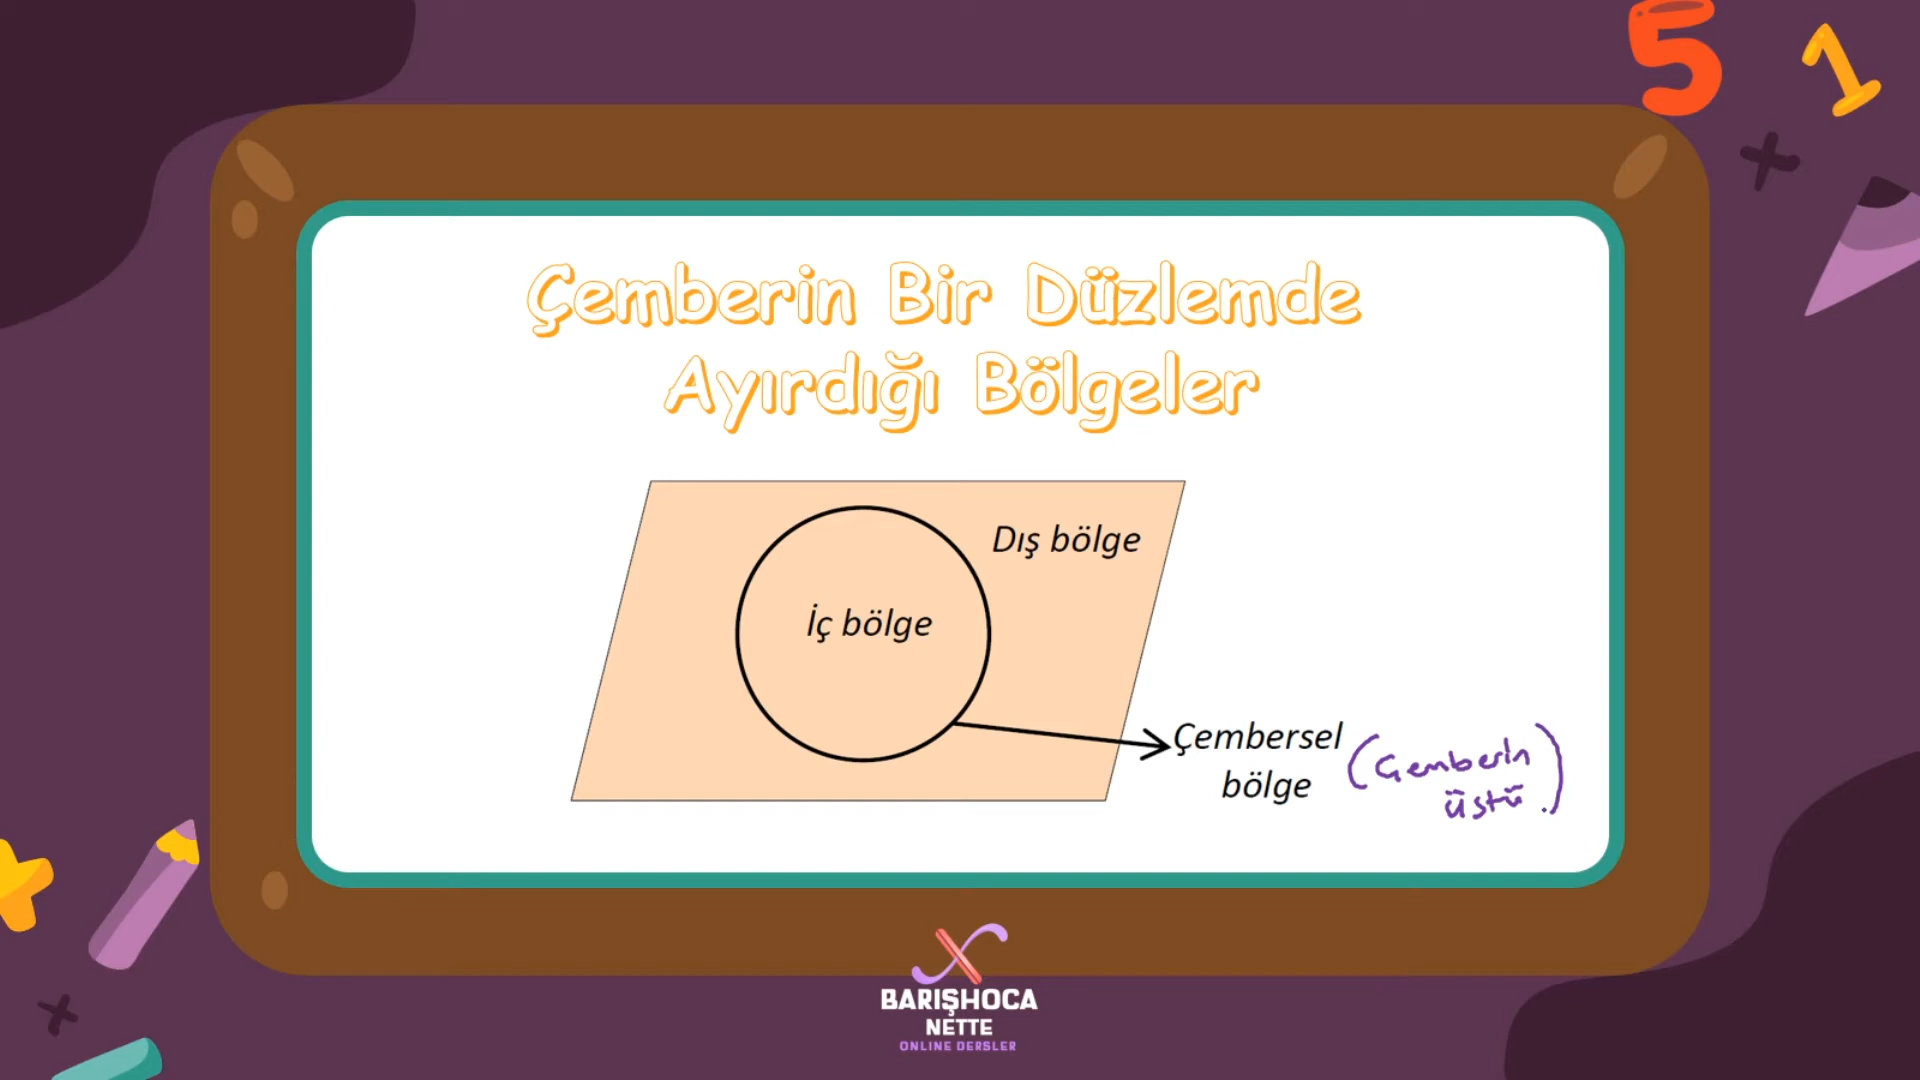 5 1
Çemberin Bir Düzlemde
Ayırdığı Bölgeler
Dış bölge
İç bölge
Çembersel
bölge
(Çemberin
üstü.)
BARIŞHOCA
NETTE
ONLINE DERSLER